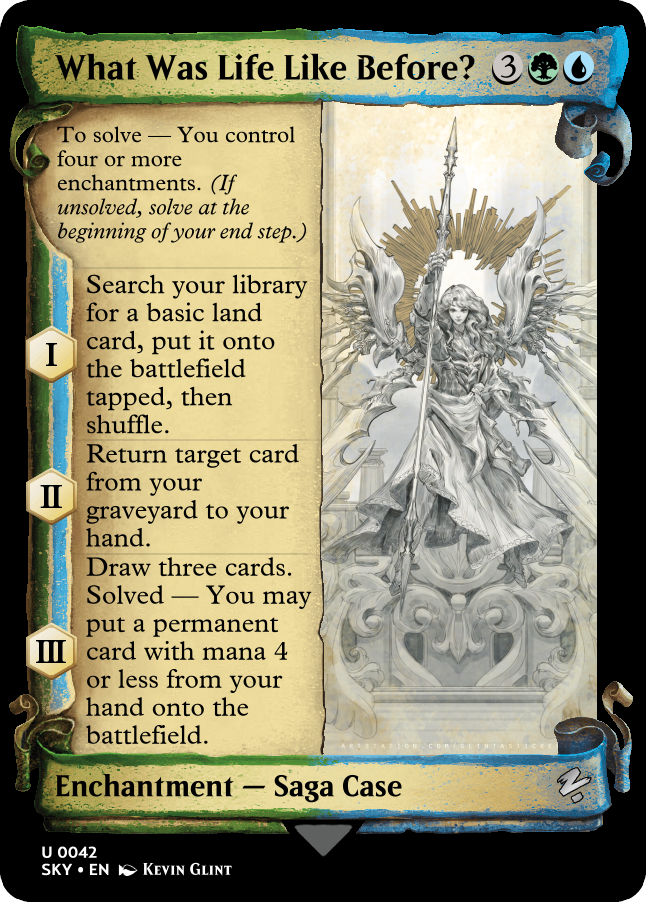 What Was Life Like Before? 3
To solve — You control
four or more
enchantments. (If
unsolved, solve at the
beginning of your end step.)
I
Search your library
for a basic land
card, put it onto
the battlefield
tapped, then
shuffle.
II
Return target card
from your
graveyard to your
hand.
III
Draw three cards.
Solved — You may
put a permanent
card with mana 4
or less from your
hand onto the
battlefield.
Enchantment — Saga Case
U 0042
SKY • EN Kevin Glint